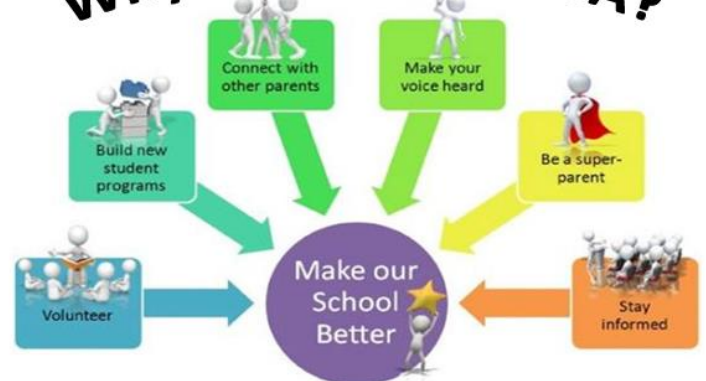 Connect with
other parents
Make your
voice heard
Build new
student
programs
Be a super-
parent
Volunteer
Make our
School
Better
Stay
informed